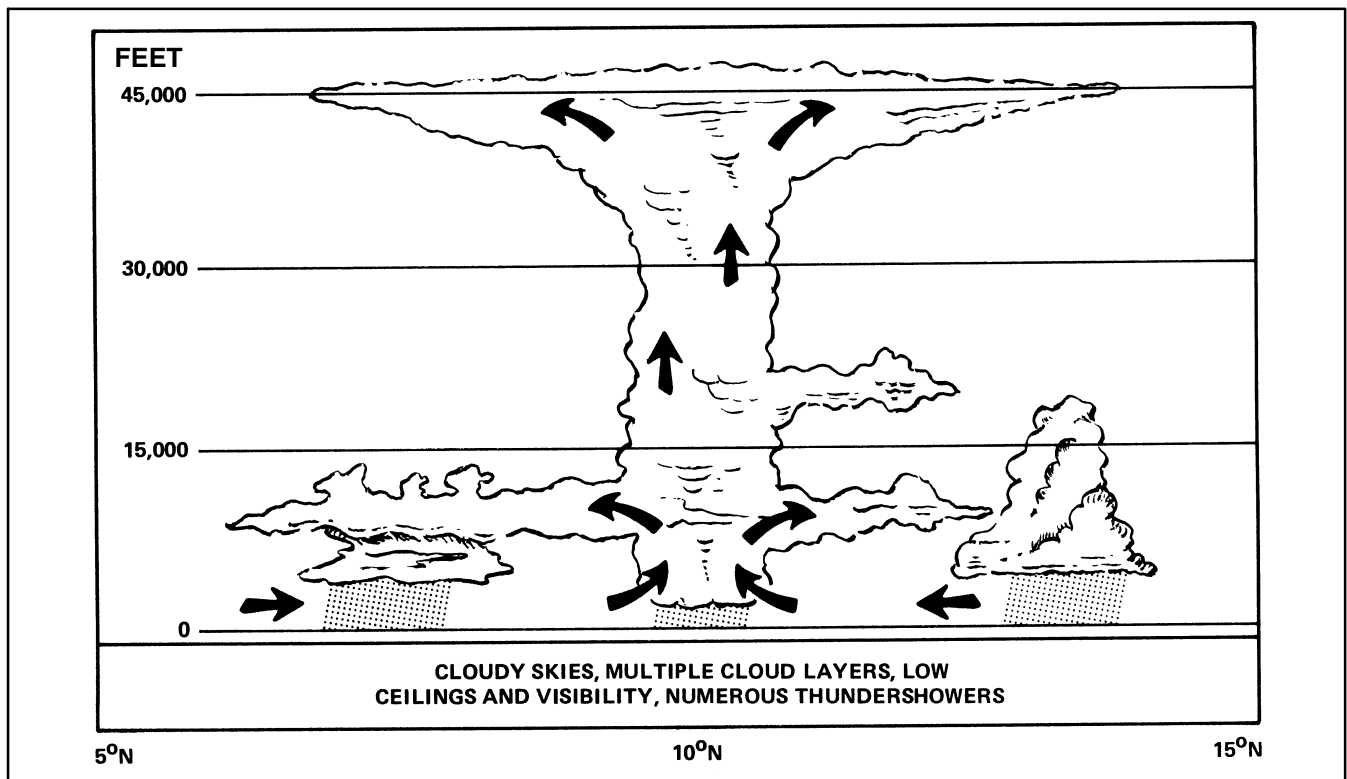 FEET
45,000
30,000
15,000
0
CLOUDY SKIES, MULTIPLE CLOUD LAYERS, LOW
CEILINGS AND VISIBILITY, NUMEROUS THUNDERSHOWERS
5°N 10°N 15°N